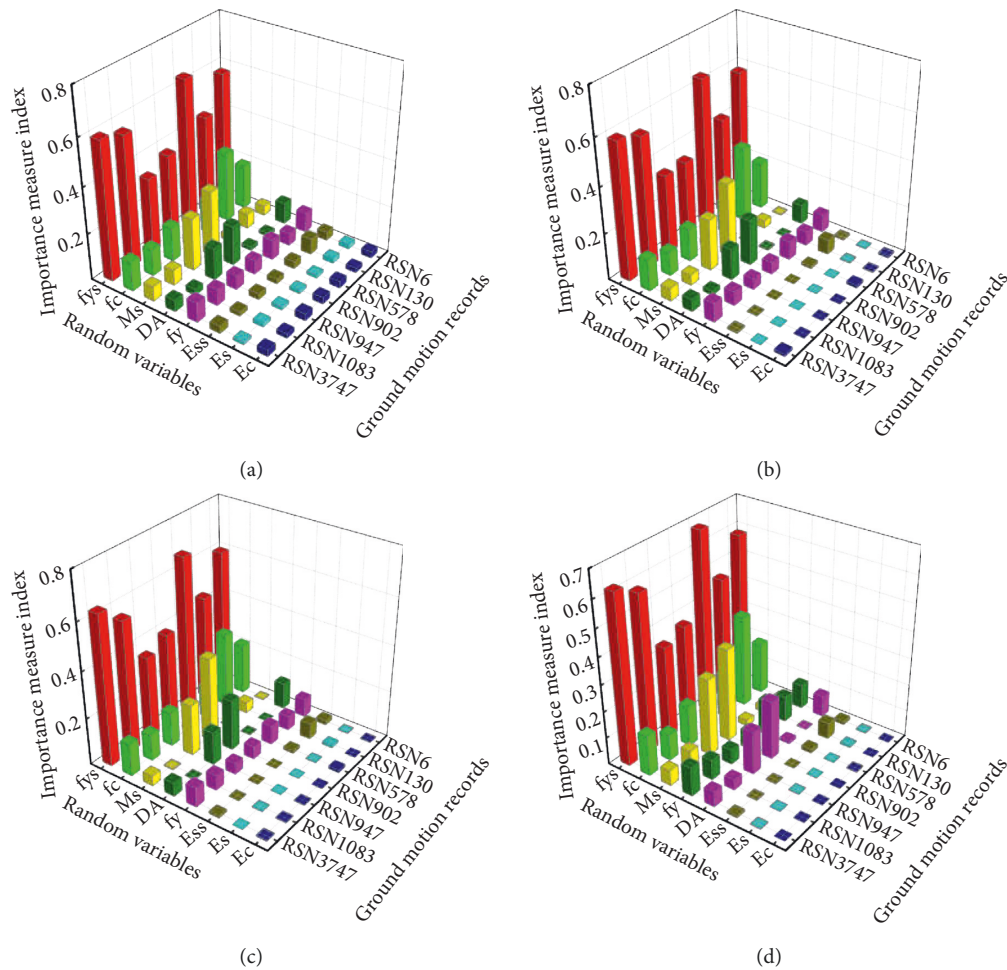 0.8
0.6
0.4
0.2
Importance measure index
fys
fc
Ms
DA
fy
Ess
Es
Ec
Random variables
RSN6
RSN130
RSN578
RSN902
RSN947
RSN1083
RSN3747
Ground motion records
(a)
0.8
0.6
0.4
0.2
Importance measure index
fys
fc
Ms
DA
fy
Ess
Es
Ec
Random variables
RSN6
RSN130
RSN578
RSN902
RSN947
RSN1083
RSN3747
Ground motion records
(b)
0.8
0.6
0.4
0.2
Importance measure index
fys
fc
Ms
DA
fy
Ess
Es
Ec
Random variables
RSN6
RSN130
RSN578
RSN902
RSN947
RSN1083
RSN3747
Ground motion records
(c)
0.7
0.6
0.5
0.4
0.3
0.2
0.1
Importance measure index
fys
fc
Ms
fy
DA
Ess
Es
Ec
Random variables
RSN6
RSN130
RSN578
RSN902
RSN947
RSN1083
RSN3747
Ground motion records
(d)